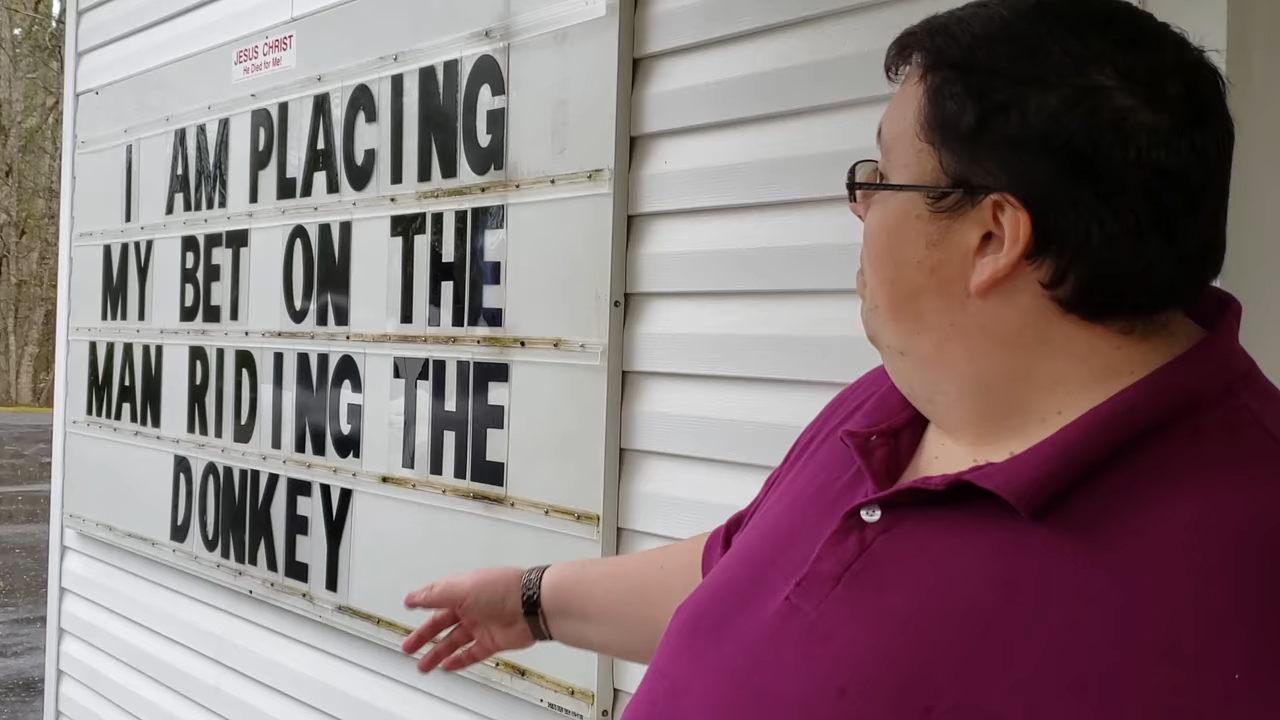 JESUS CHRIST
He Died for Me!
I AM PLACING
MY BET ON THE
MAN RIDING THE
DONKEY